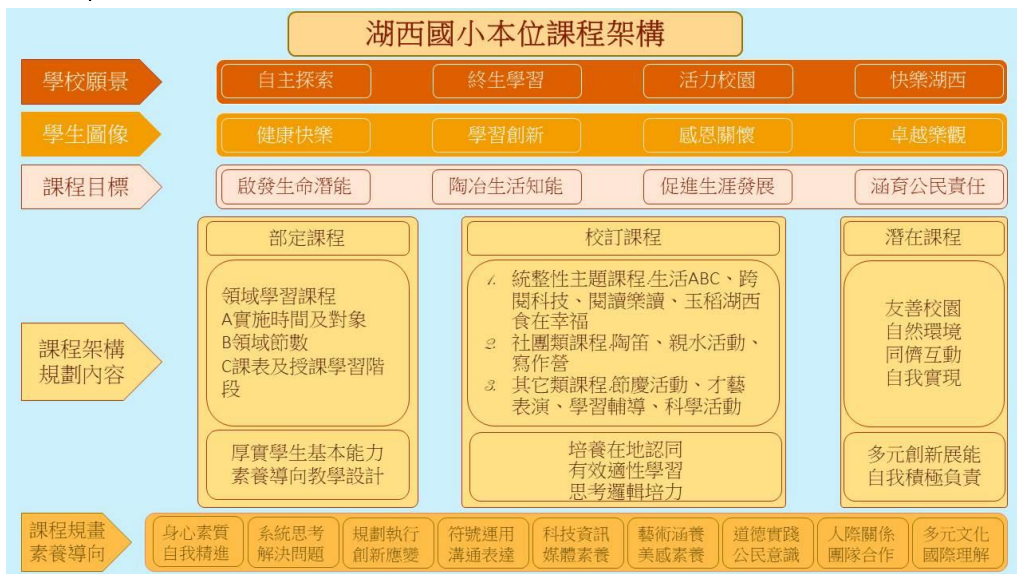 湖西國小本位課程架構
學校願景 自主探索 終生學習 活力校園 快樂湖西
學生圖像 健康快樂 學習創新 感恩關懷 卓越樂觀
課程目標 啟發生命潛能 陶冶生活知能 促進生涯發展 涵育公民責任
課程架構
規劃內容
部定課程
領域學習課程
A實施時間及對象
B領域節數
C課表及授課學習階
段
厚實學生基本能力
素養導向教學設計
校訂課程
1. 統整性主題課程.生活ABC、跨
閱科技、閱讀樂讀、玉稻湖西
食在幸福
2. 社團類課程.陶笛、親水活動、
寫作營
3. 其它類課程.節慶活動、才藝
表演、學習輔導、科學活動
培養在地認同
有效適性學習
思考邏輯培力
潛在課程
友善校園
自然環境
同儕互動
自我實現
多元創新展能
自我積極負責
課程規畫
素養導向
身心素質
自我精進
系統思考
解決問題
規劃執行
創新應變
符號運用
溝通表達
科技資訊
媒體素養
藝術涵養
美感素養
道德實踐
公民意識
人際關係
團隊合作
多元文化
國際理解